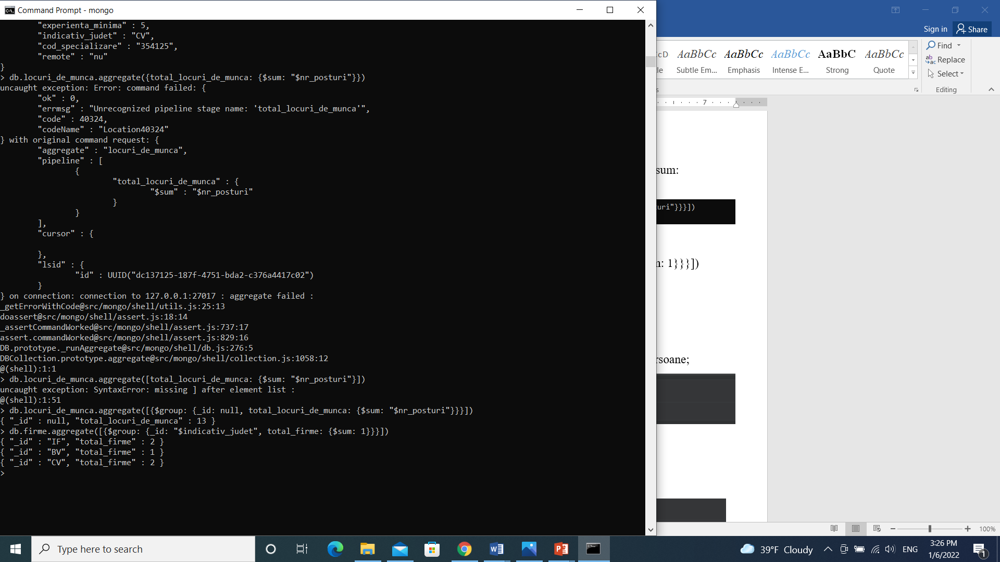 Command Prompt - mongo
"experienta_minima" : 5,
"indicativ_judet" : "CV",
"cod_specializare" : "354125",
"remote" : "nu"
}
> db.locuri_de_munca.aggregate({total_locuri_de_munca: {$sum: "$nr_posturi"}})
uncaught exception: Error: command failed: {
"ok" : 0,
"errmsg" : "Unrecognized pipeline stage name: 'total_locuri_de_munca'",
"code" : 40324,
"codeName" : "Location40324"
} with original command request: {
"aggregate" : "locuri_de_munca",
"pipeline" : [
{
"total_locuri_de_munca" : {
"$sum" : "$nr_posturi"
}
}
],
"cursor" : {
},
"lsid" : {
"id" : UUID("dc137125-187f-4751-bda2-c376a4417c02")
}
} on connection: connection to 127.0.0.1:27017 : aggregate failed :
_getErrorWithCode@src/mongo/shell/utils.js:25:13
doassert@src/mongo/shell/assert.js:18:14
_assertCommandWorked@src/mongo/shell/assert.js:737:17
assert.commandWorked@src/mongo/shell/assert.js:829:16
DB.prototype._runAggregate@src/mongo/shell/db.js:276:5
DBCollection.prototype.aggregate@src/mongo/shell/collection.js:1058:12
@(shell):1:1
> db.locuri_de_munca.aggregate([total_locuri_de_munca: {$sum: "$nr_posturi"}])
uncaught exception: SyntaxError: missing ] after element list :
@(shell):1:51
> db.locuri_de_munca.aggregate([{$group: {_id: null, total_locuri_de_munca: {$sum: "$nr_posturi"}}}])
{ "_id" : null, "total_locuri_de_munca" : 13 }
> db.firme.aggregate([{$group: {_id: "$indicativ_judet", total_firme: {$sum: 1}}}])
{ "_id" : "IF", "total_firme" : 2 }
{ "_id" : "BV", "total_firme" : 1 }
{ "_id" : "CV", "total_firme" : 2 }
>
Sign in Share
CcD AaBbCc AaBbCc AaBbCc AaBbC AaBbCc
le Subtle Em... Emphasis Intense E... Strong Quote
Find
Replace
Select
s Editing
7
sum:
uri"}}}])
m: 1}}}])
rsoane;
100%
Type here to search
39°F Cloudy
ENG
3:26 PM
1/6/2022
1